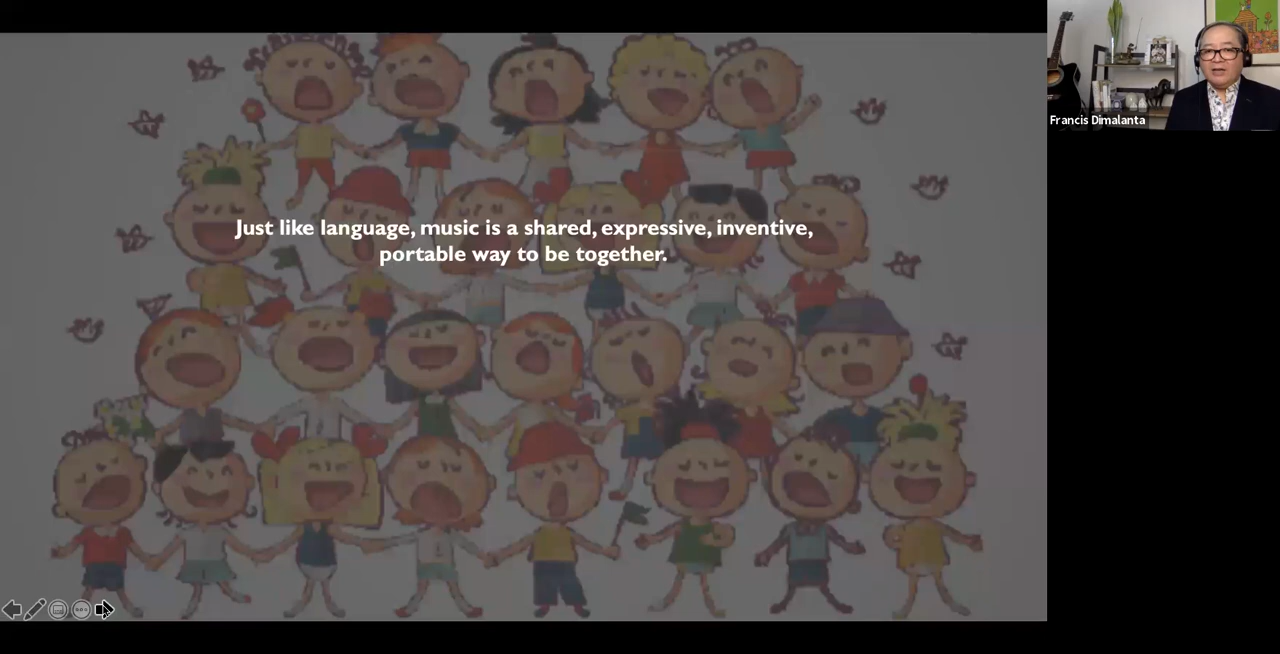 Just like language, music is a shared, expressive, inventive,
portable way to be together.
Francis Dimalanta